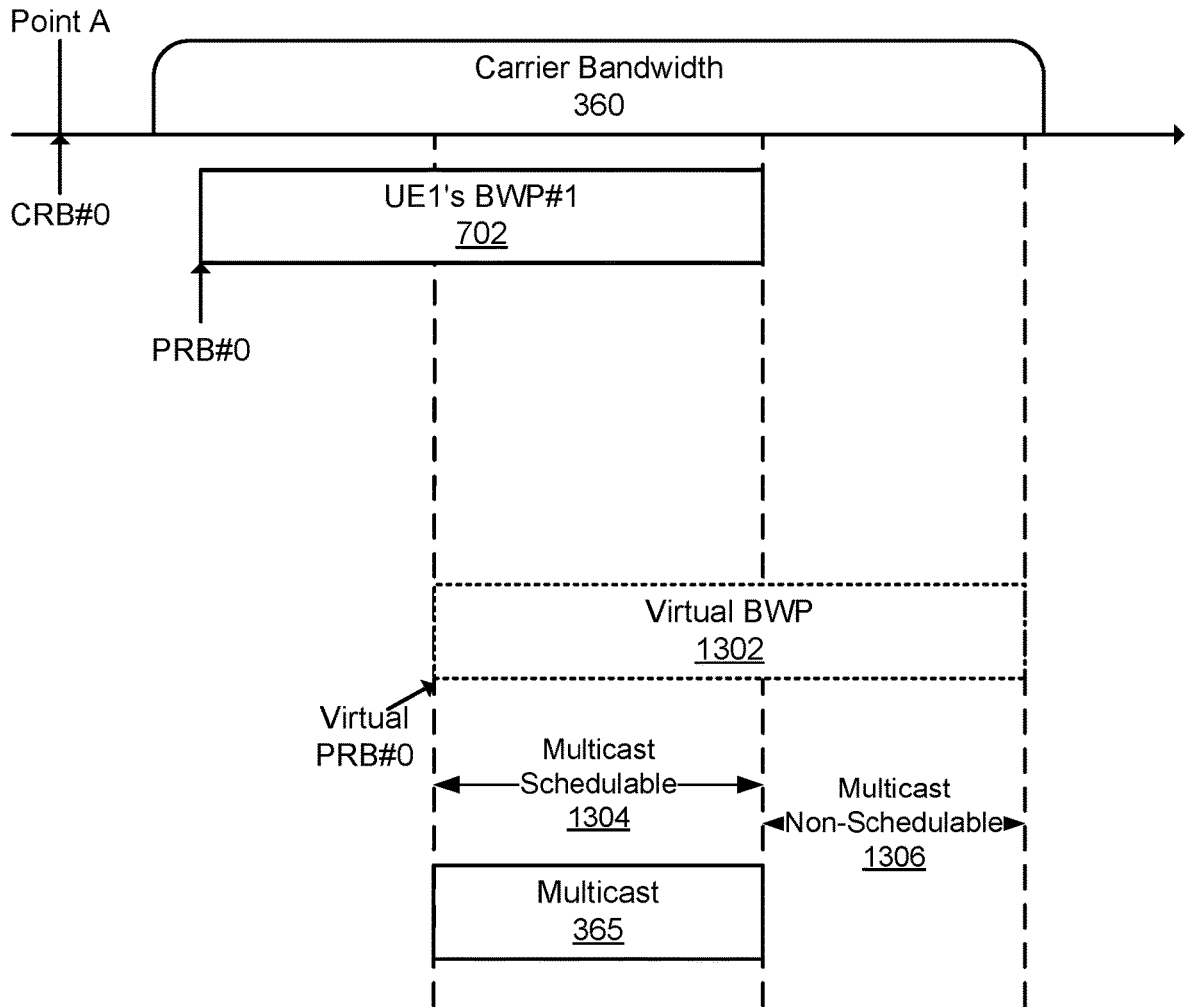 Point A
Carrier Bandwidth
360
CRB#0
UE1's BWP#1
702
PRB#0
Virtual BWP
1302
Virtual
PRB#0
Multicast
Schedulable
1304
Multicast
Non-Schedulable
1306
Multicast
365